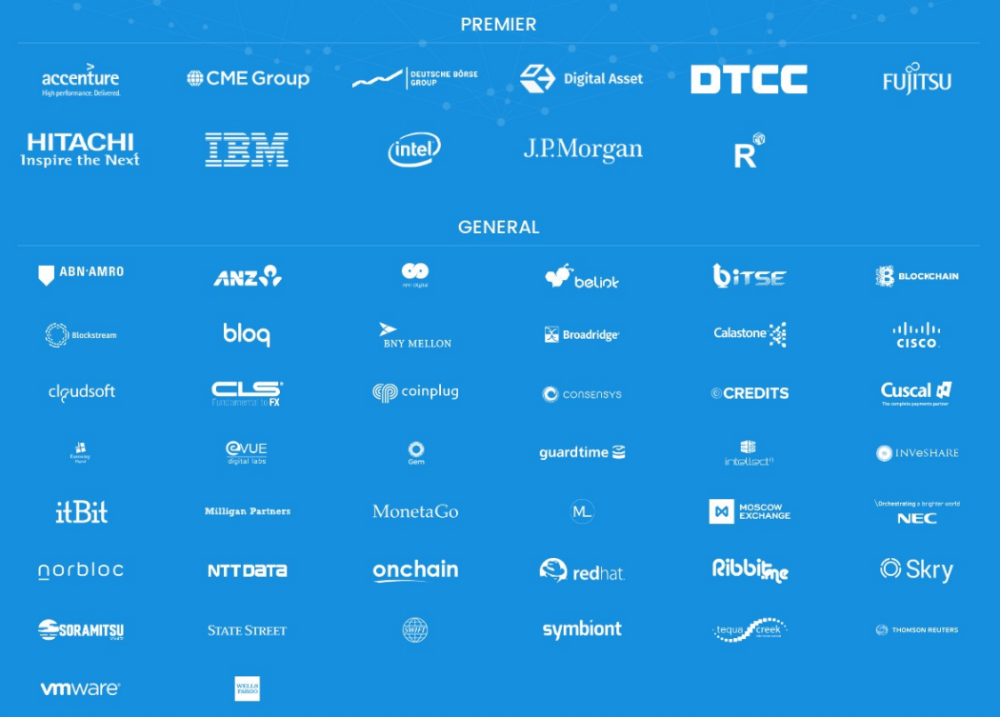 PREMIER
accenture
High performance. Delivered.
CME Group
DEUTSCHE BÖRSE
GROUP
Digital Asset
DTCC
FUJITSU
HITACHI
Inspire the Next
IBM
intel
J.P.Morgan
R
GENERAL
ABN·AMRO
ANZ
belink
BITSE
BLOCKCHAIN
Blockstream
bloq
BNY MELLON
Broadridge
Calastone
CISCO
cloudsoft
CLS
Fundamental to FX
coinplug
CONSENSYS
CREDITS
Cuscal
The complete payments partner
eVUE
digital labs
Gem
guardtime
intellect
INVeSHARE
itBit
Milligan Partners
MonetaGo
ML
MOSCOW
EXCHANGE
\Orchestrating a brighter world
NEC
norbloc
NTT DATA
onchain
redhat.
Ribbit.me
Skry
SORAMITSU
STATE STREET
SWIFT
symbiont
tequa creek
THOMSON REUTERS
vmware
WELLS
FARGO